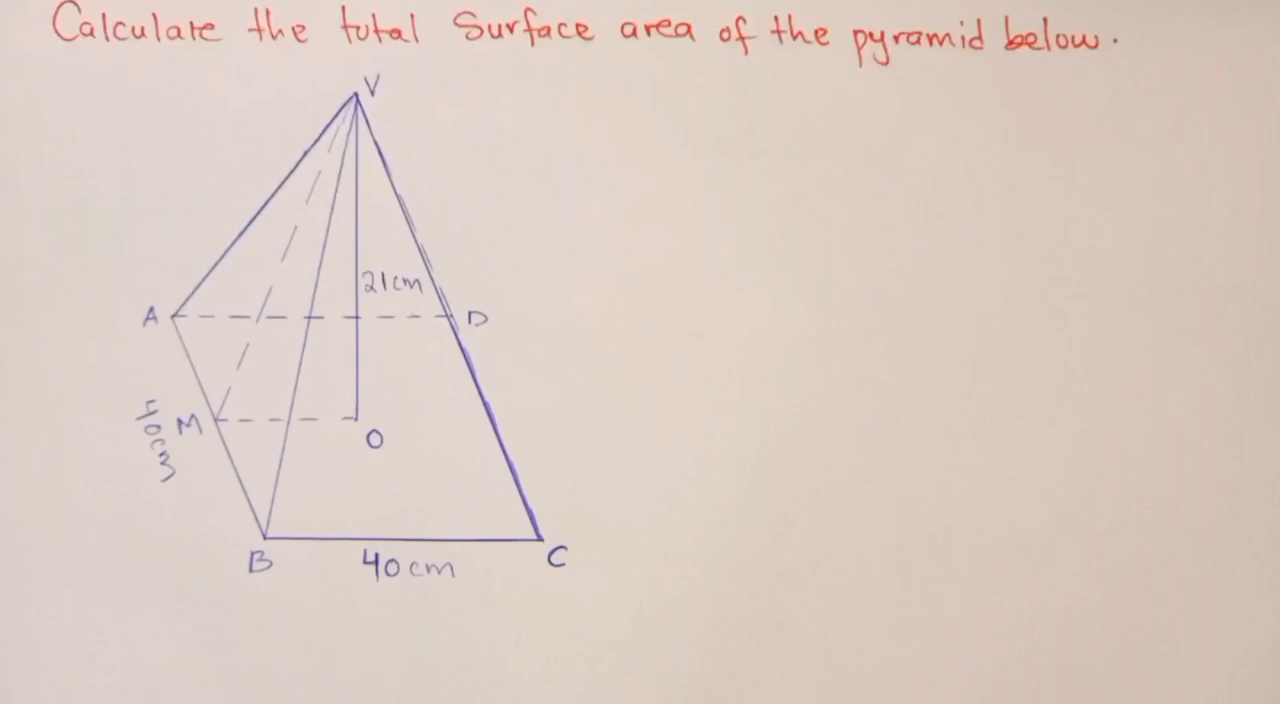 Calculate the total Surface area of the pyramid below.
V
21cm
A
D
M
40cm
O
B
40cm
C